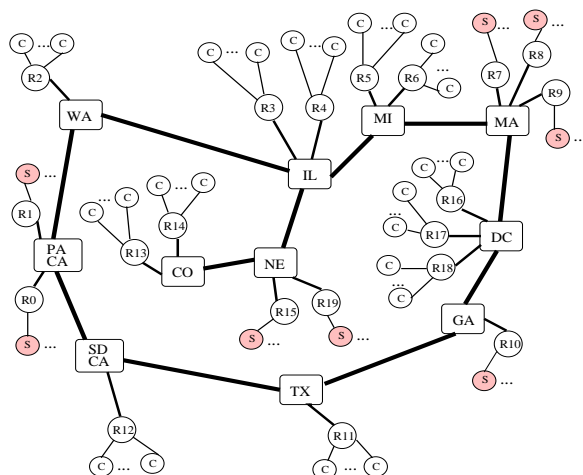 C ... C
R2
WA
C ... C
R3
C ... C
R4
C ... C
R5
C
...
C
R6
MI
S ...
R7
S ...
R8
R9
S ...
MA
IL
S ...
R1
PA
CA
R0
S ...
C ... C
R13
C ... C
R14
CO
NE
R15
S ...
R19
S ...
C ... C
R16
C
...
C
R17
C
...
C
R18
DC
GA
R10
S ...
SD
CA
R12
C ... C
TX
R11
C ... C